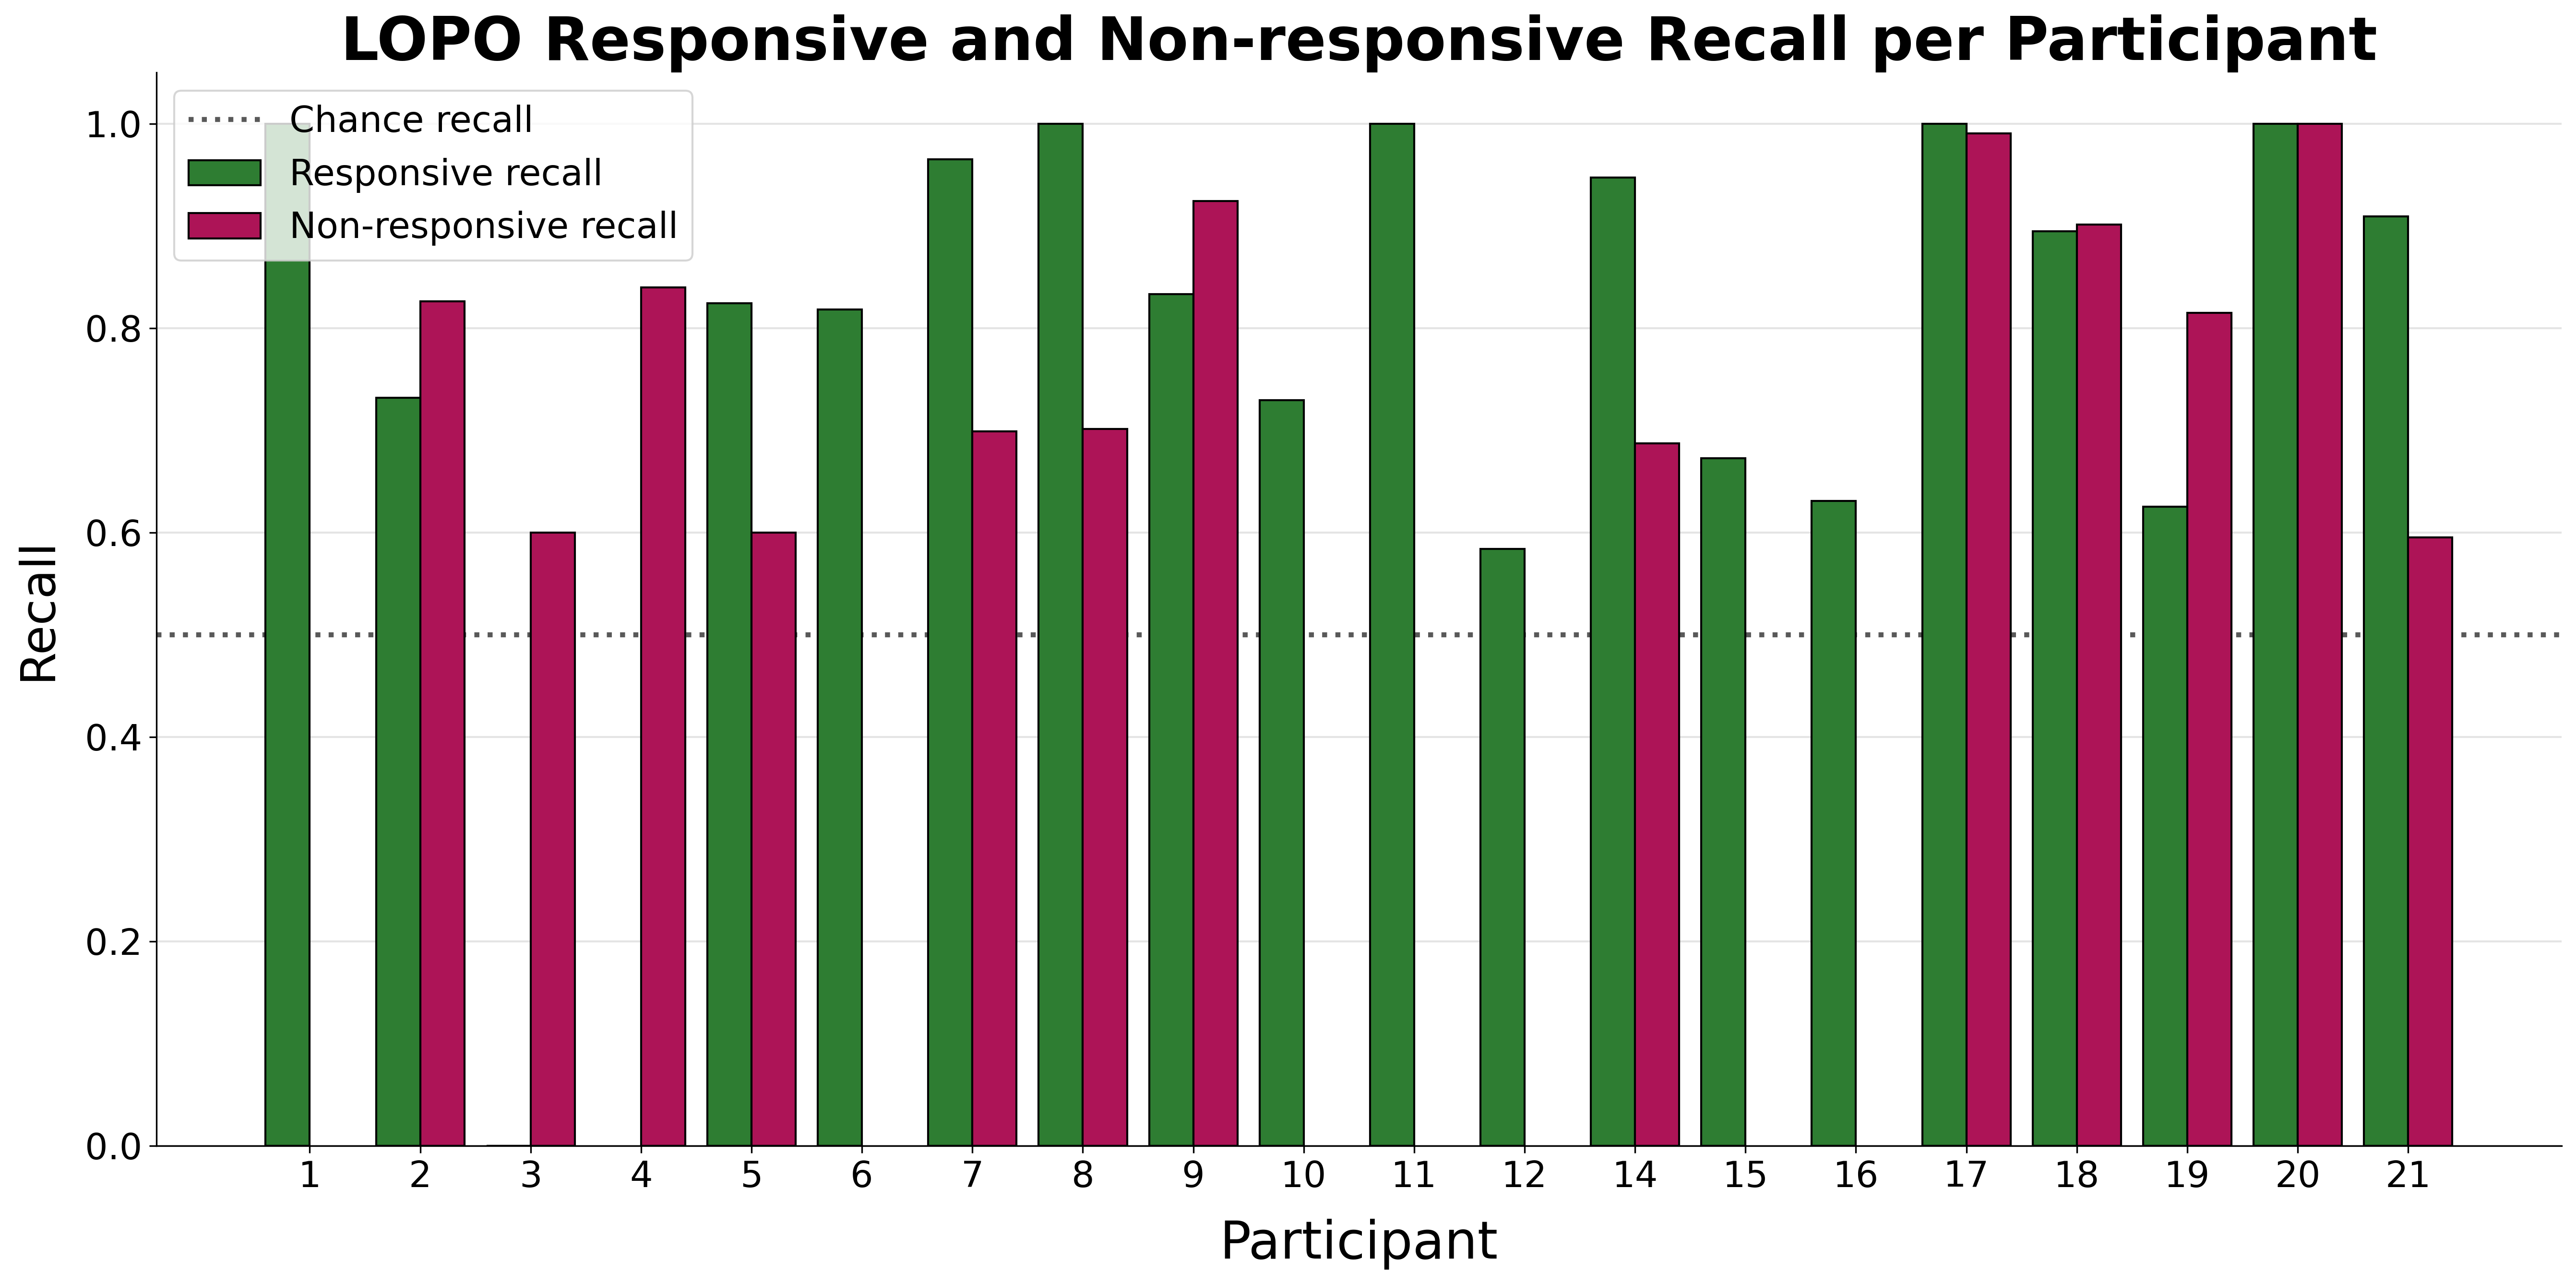 LOPO Responsive and Non-responsive Recall per Participant
Chance recall
Responsive recall
Non-responsive recall
1.0
0.8
0.6
0.4
0.2
0.0
Recall
1 2 3 4 5 6 7 8 9 10 11 12 14 15 16 17 18 19 20 21
Participant